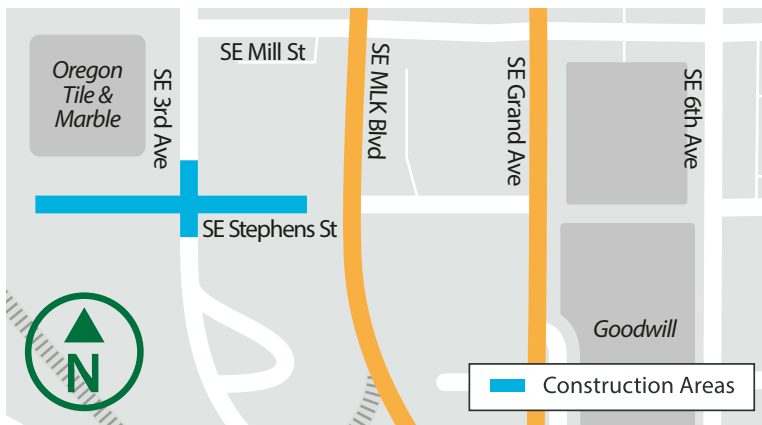 Oregon
Tile &
Marble
SE 3rd Ave
SE Mill St
SE MLK Blvd
SE Grand Ave
SE 6th Ave
SE Stephens St
Goodwill
N
Construction Areas